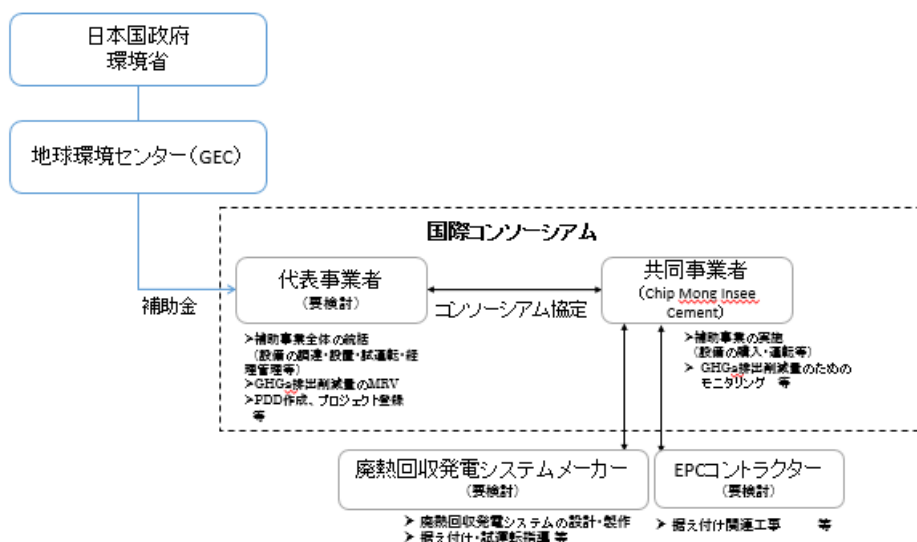 日本国政府
環境省
地球環境センター(GEC)
国際コンソーシアム
代表事業者
(要検討)
共同事業者
(Chip Mong Insee
Cement)
補助金
コンソーシアム協定
➢補助事業全体の統括
(設備の調達・設置・試運転・経
理管理等)
➢GHGs排出削減量のMRV
➢PDD作成、プロジェクト登録
等
➢ 補助事業の実施
(設備の購入・運転等)
➢ GHGs排出削減量のための
モニタリング 等
廃熱回収発電システムメーカー
(要検討)
EPCコントラクター
(要検討)
➢ 廃熱回収発電システムの設計・製作
➢ 据え付け・試運転指導 等
➢ 据え付け関連工事 等